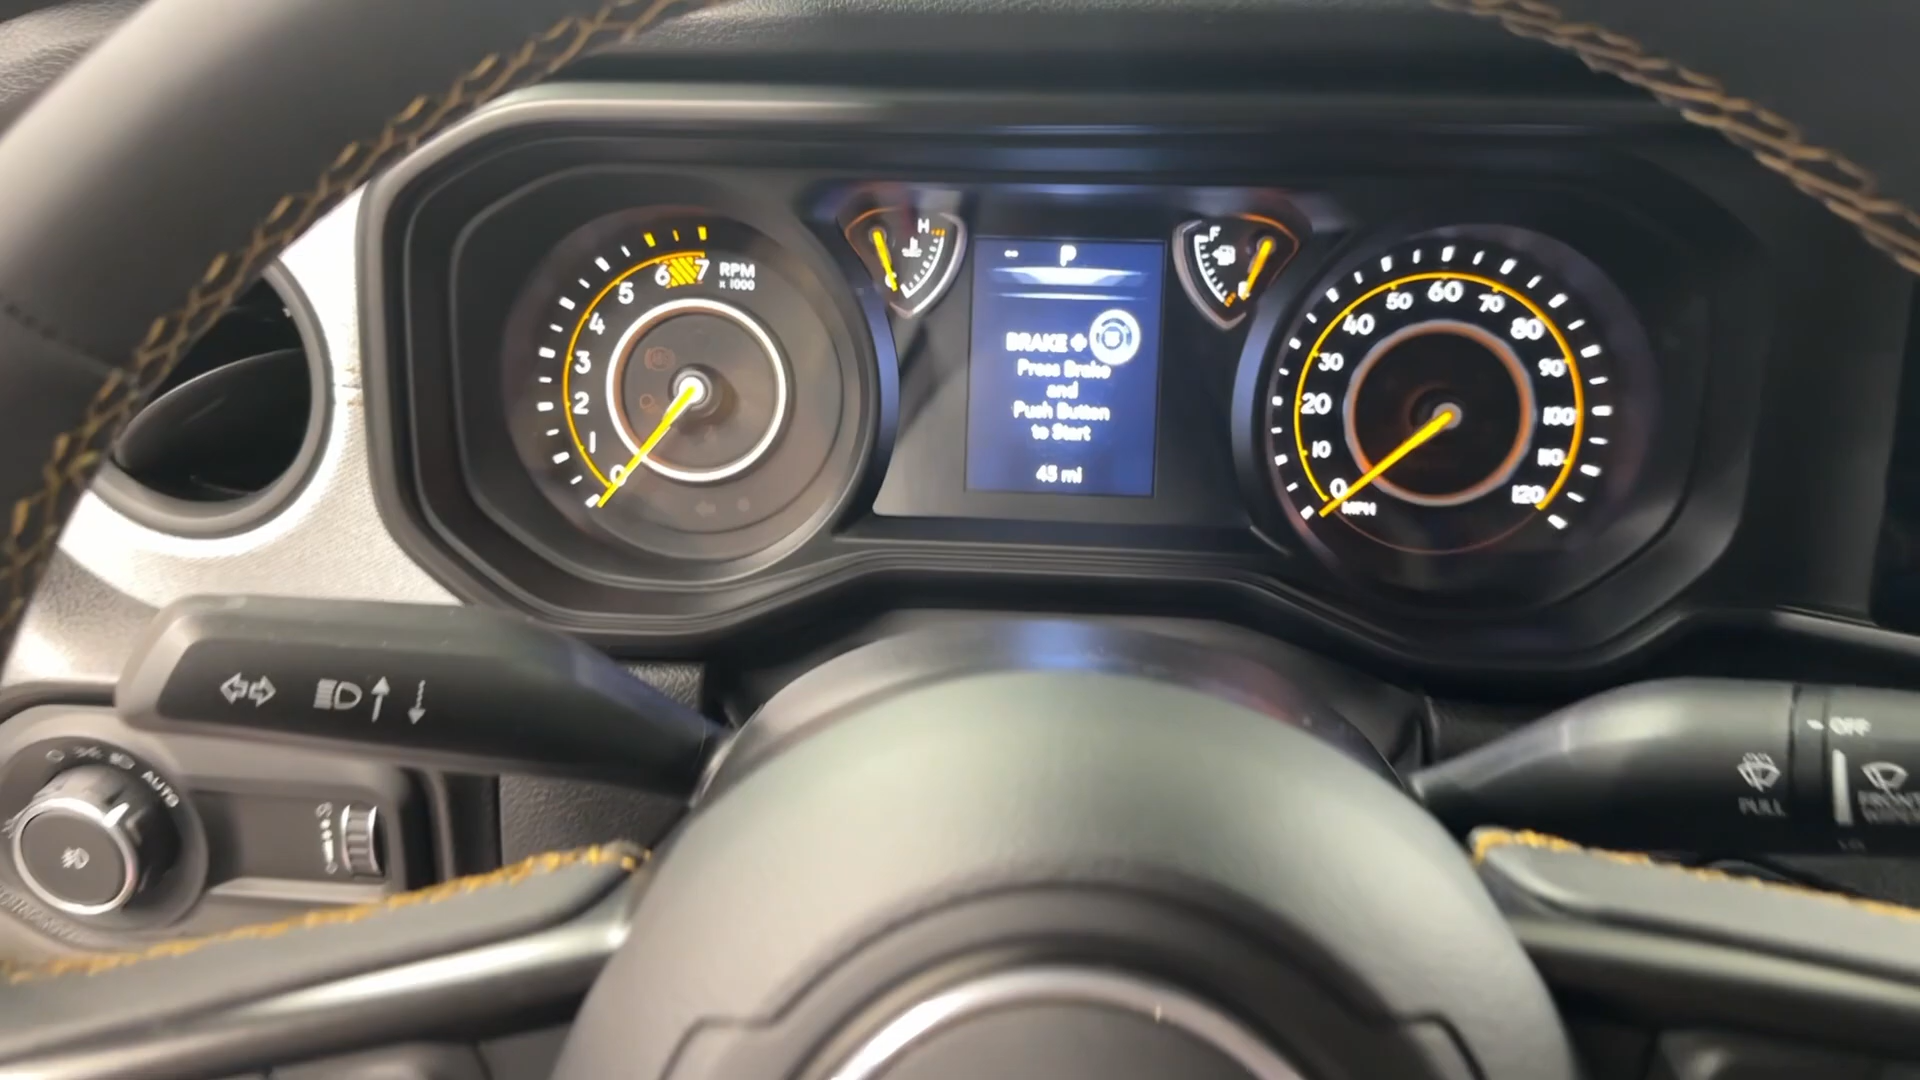 6 7 RPM
x 1000
5
4
3
2
1
0
H
P
BRAKE +
Press Brake
and
Push Button
to Start
45 mi
F
0
10
20
30
40
50
60
70
80
90
100
110
120
MPH
AUTO
OFF
PULL
FRONT